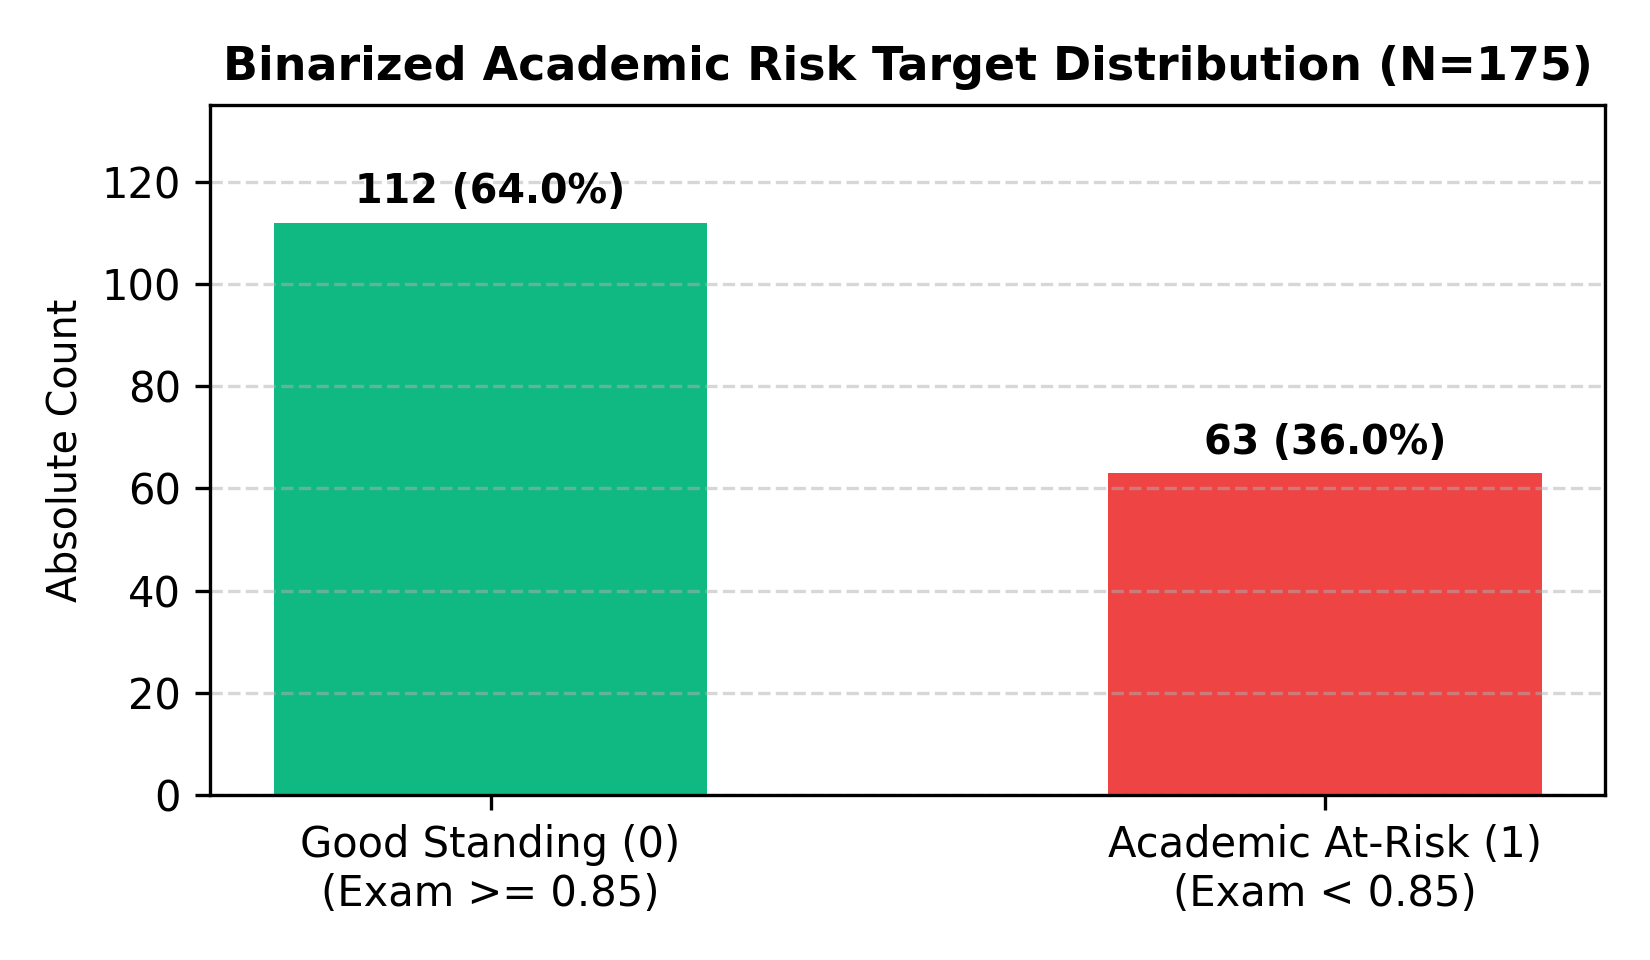 Binarized Academic Risk Target Distribution (N=175)
Absolute Count
120
100
80
60
40
20
0
112 (64.0%)
63 (36.0%)
Good Standing (0)
(Exam >= 0.85)
Academic At-Risk (1)
(Exam < 0.85)